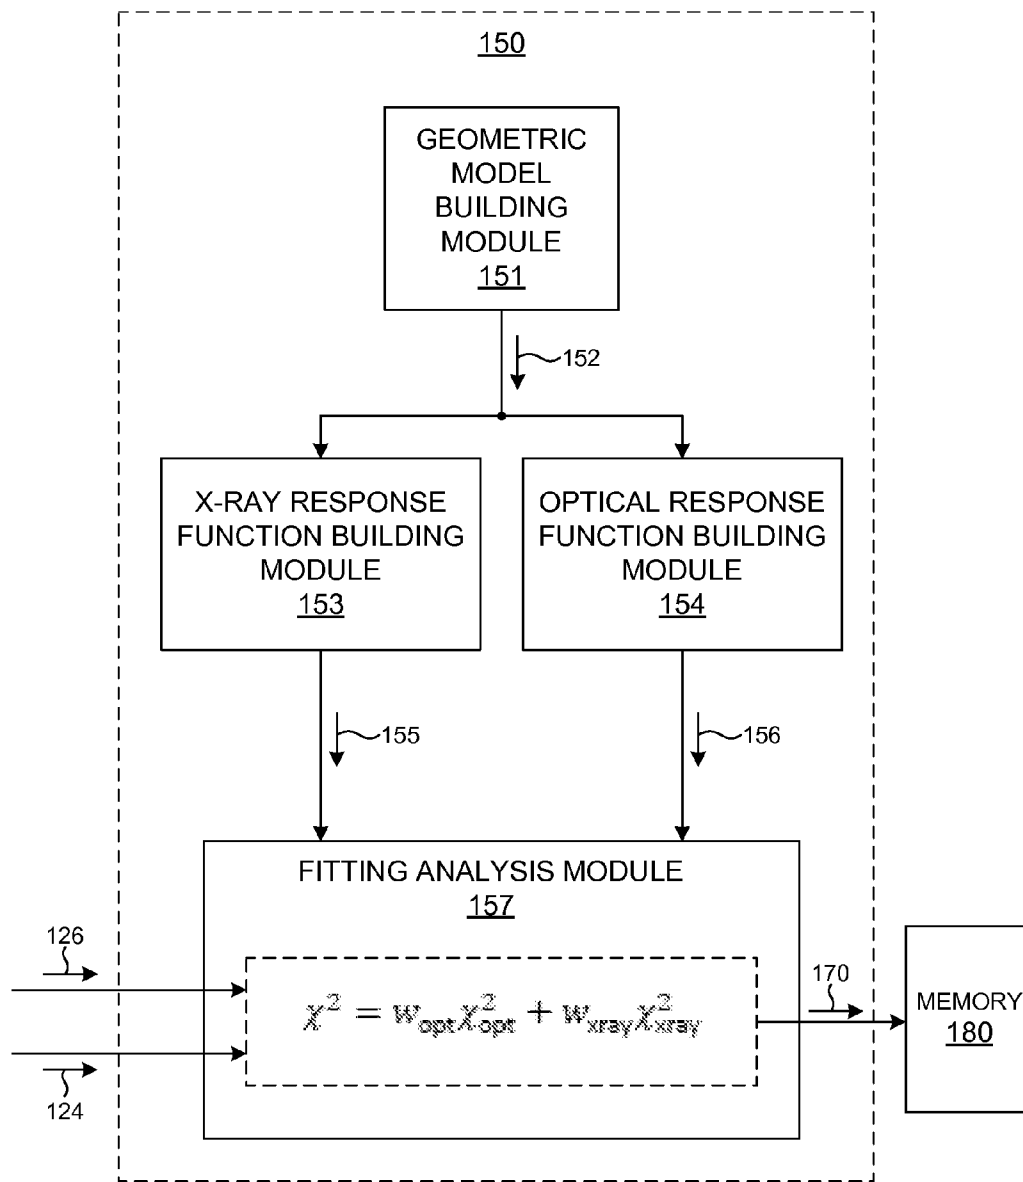 150
GEOMETRIC
MODEL
BUILDING
MODULE
151
152
X-RAY RESPONSE
FUNCTION BUILDING
MODULE
153
OPTICAL RESPONSE
FUNCTION BUILDING
MODULE
154
155
156
FITTING ANALYSIS MODULE
157
126
χ² = w_opt χ²_opt + w_xray χ²_xray
124
170
MEMORY
180